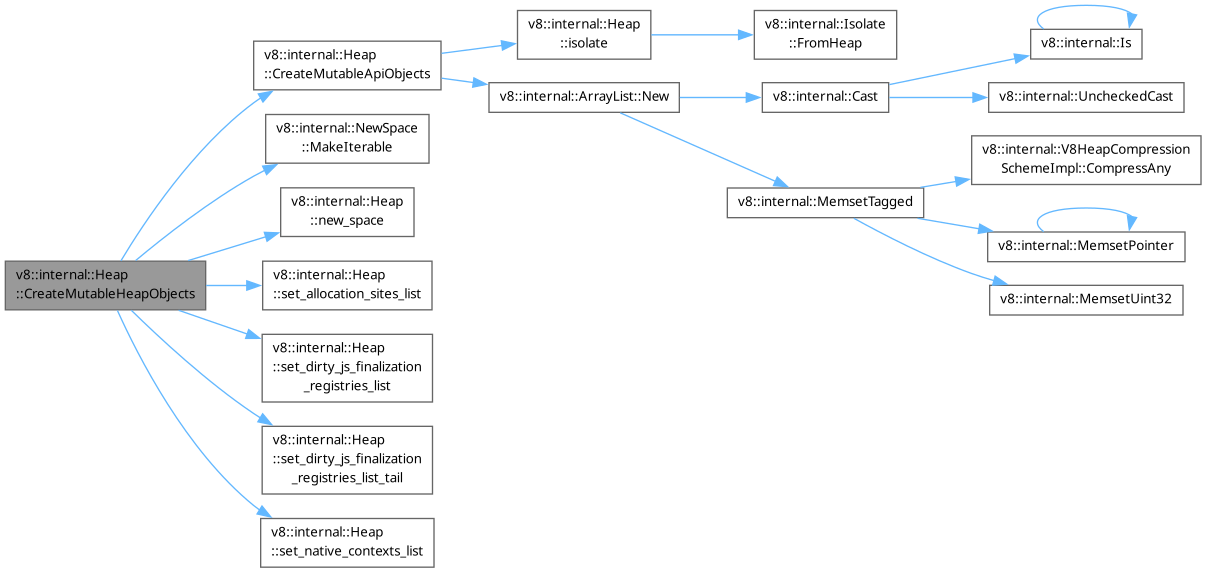 v8::internal::Heap
::CreateMutableHeapObjects
v8::internal::Heap
::CreateMutableApiObjects
v8::internal::Heap
::isolate
v8::internal::Isolate
::FromHeap
v8::internal::ArrayList::New
v8::internal::Cast
v8::internal::Is
v8::internal::UncheckedCast
v8::internal::MemsetTagged
v8::internal::V8HeapCompression
SchemeImpl::CompressAny
v8::internal::MemsetPointer
v8::internal::MemsetUint32
v8::internal::NewSpace
::MakeIterable
v8::internal::Heap
::new_space
v8::internal::Heap
::set_allocation_sites_list
v8::internal::Heap
::set_dirty_js_finalization
_registries_list
v8::internal::Heap
::set_dirty_js_finalization
_registries_list_tail
v8::internal::Heap
::set_native_contexts_list